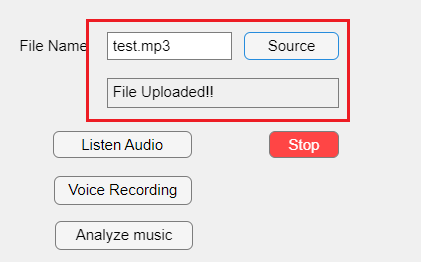 File Name test.mp3 Source
File Uploaded!!
Listen Audio Stop
Voice Recording
Analyze music